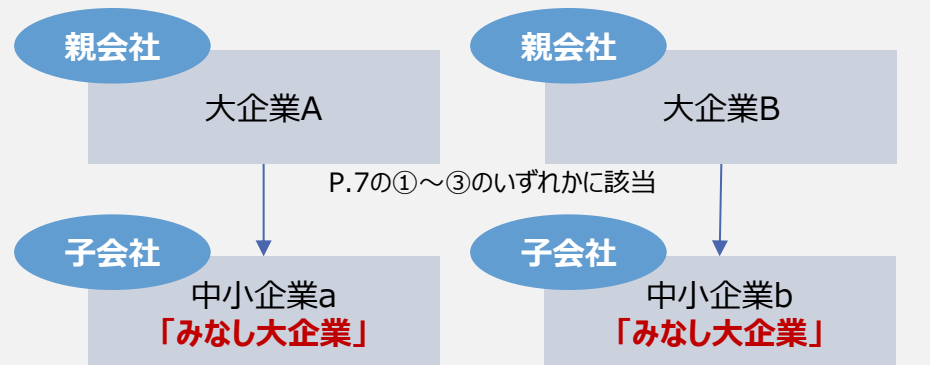 親会社
大企業A
親会社
大企業B
P.7の①～③のいずれかに該当
子会社
中小企業a
「みなし大企業」
子会社
中小企業b
「みなし大企業」